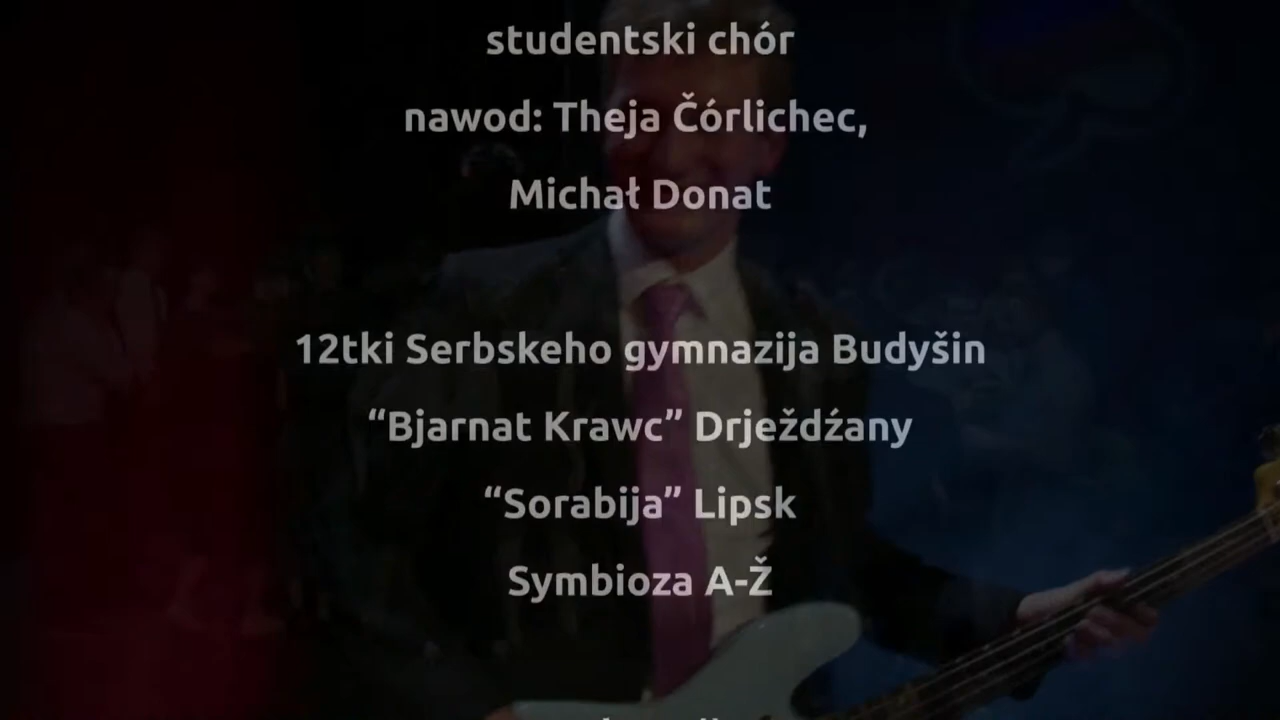 studentski chór
nawod: Theja Čórlichec,
Michał Donat
12tki Serbskeho gymnazija Budyšin
“Bjarnat Krawc” Drježdźany
“Sorabija” Lipsk
Symbioza A-Ž